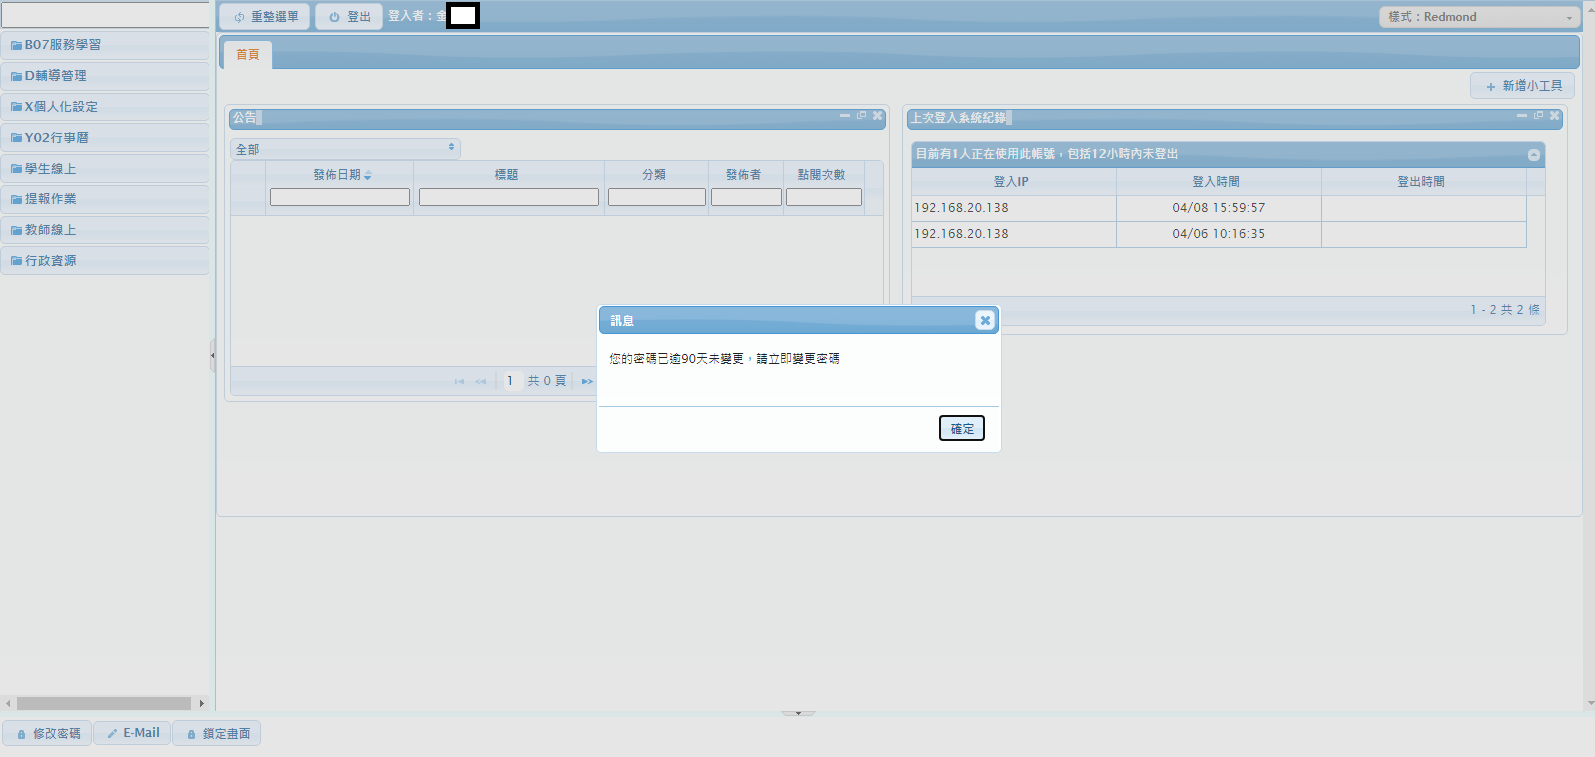 重整選單
登出
登入者：金
樣式：Redmond
B07服務學習
D輔導管理
X個人化設定
Y02行事曆
學生線上
提報作業
教師線上
行政資源
首頁
新增小工具
公告
全部
發佈日期 標題 分類 發佈者 點閱次數
1 共 0 頁
上次登入系統紀錄
目前有1人正在使用此帳號，包括12小時內未登出
登入IP 登入時間 登出時間
192.168.20.138 04/08 15:59:57
192.168.20.138 04/06 10:16:35
1 - 2 共 2 條
訊息
您的密碼已逾90天未變更，請立即變更密碼
確定
修改密碼
E-Mail
鎖定畫面